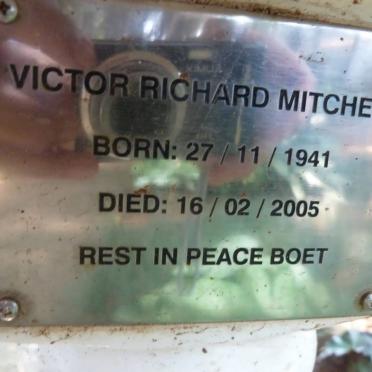 VICTOR RICHARD MITCHE
BORN: 27 / 11 / 1941
DIED: 16 / 02 / 2005
REST IN PEACE BOET